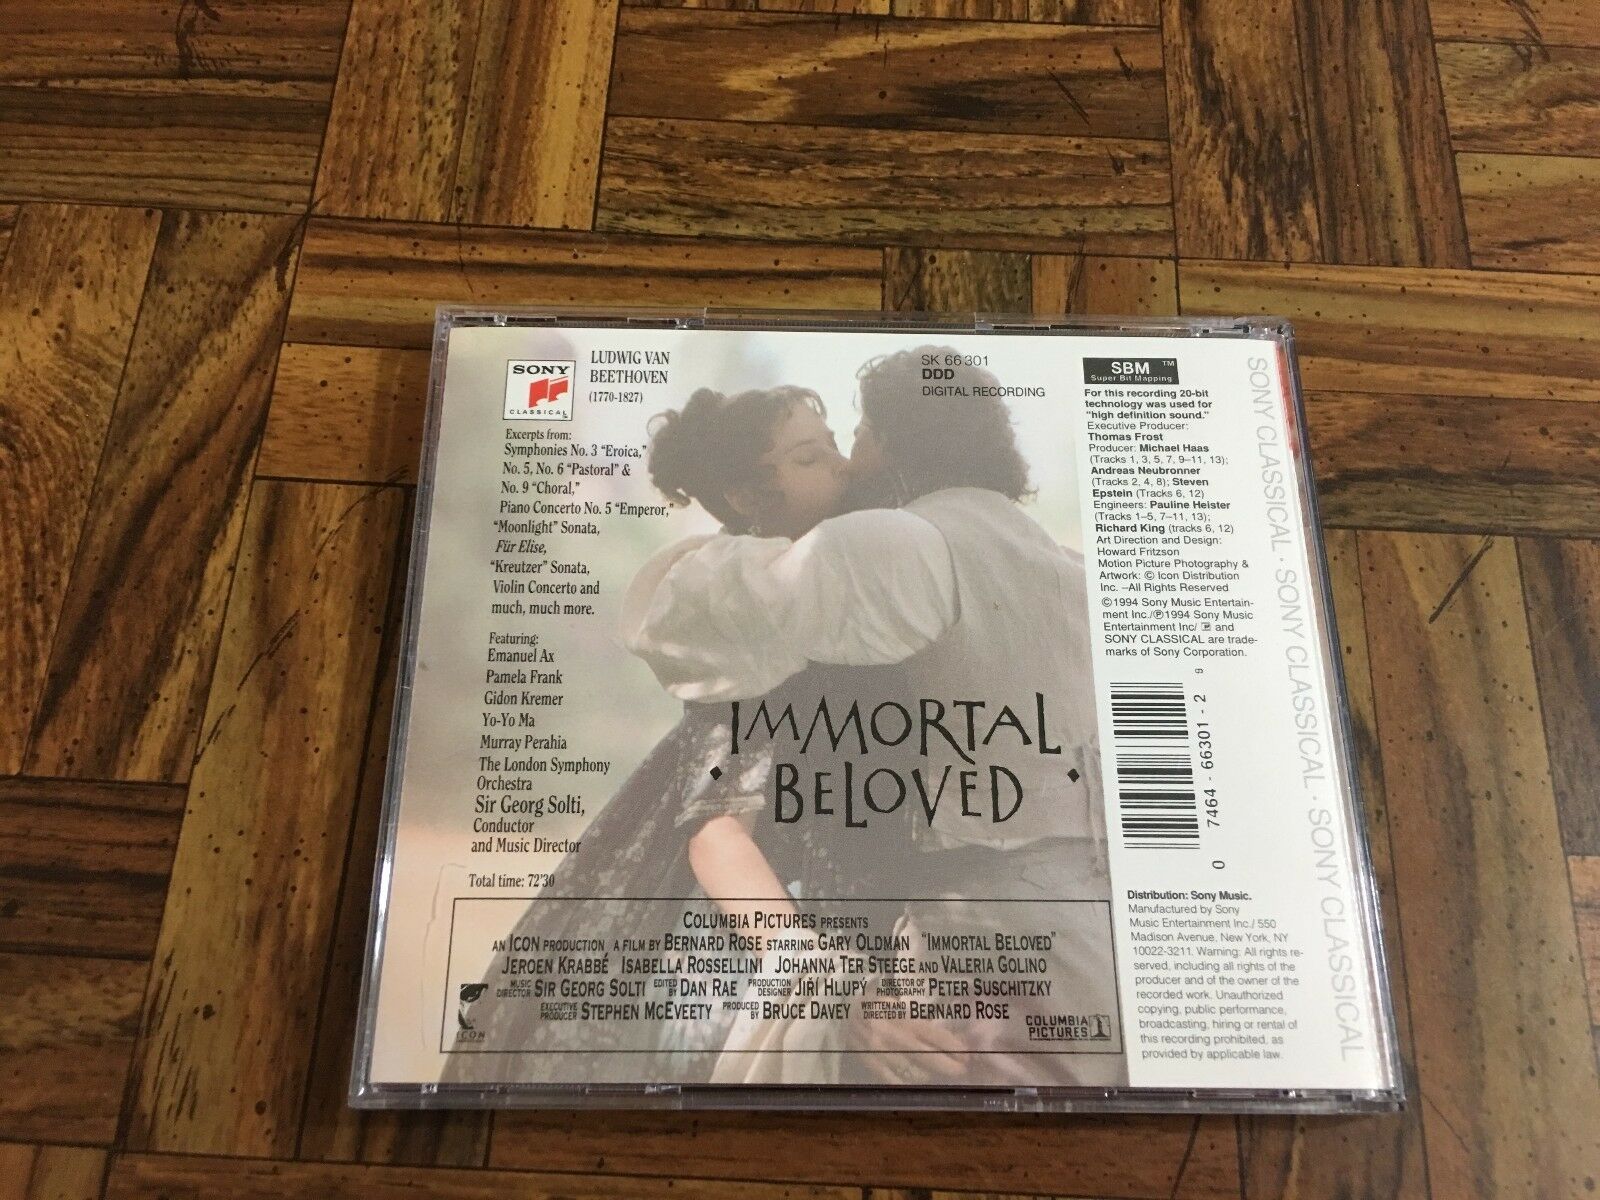 SONY
CLASSICAL
LUDWIG VAN
BEETHOVEN
(1770-1827)
Excerpts from:
Symphonies No. 3 “Eroica,”
No. 5, No. 6 “Pastoral” &
No. 9 “Choral,”
Piano Concerto No. 5 “Emperor,”
“Moonlight” Sonata,
Für Elise,
“Kreutzer” Sonata,
Violin Concerto and
much, much more.
Featuring:
Emanuel Ax
Pamela Frank
Gidon Kremer
Yo-Yo Ma
Murray Perahia
The London Symphony
Orchestra
Sir Georg Solti,
Conductor
and Music Director
Total time: 72'30
SK 66 301
DDD
DIGITAL RECORDING
IMMORTAL
· BELOVED ·
COLUMBIA PICTURES PRESENTS
AN ICON PRODUCTION A FILM BY BERNARD ROSE STARRING GARY OLDMAN “IMMORTAL BELOVED”
JEROEN KRABBÉ ISABELLA ROSSELLINI JOHANNA TER STEEGE AND VALERIA GOLINO
MUSIC DIRECTOR SIR GEORG SOLTI EDITED BY DAN RAE PRODUCTION DESIGNER JIŘÍ HLUPÝ DIRECTOR OF PHOTOGRAPHY PETER SUSCHITZKY
EXECUTIVE PRODUCER STEPHEN MCEVEETY PRODUCED BY BRUCE DAVEY WRITTEN AND DIRECTED BY BERNARD ROSE
ICON
COLUMBIA
PICTURES
SBM ™
Super Bit Mapping
For this recording 20-bit
technology was used for
"high definition sound."
Executive Producer:
Thomas Frost
Producer: Michael Haas
(Tracks 1, 3, 5, 7, 9–11, 13);
Andreas Neubronner
(Tracks 2, 4, 8); Steven
Epstein (Tracks 6, 12)
Engineers: Pauline Heister
(Tracks 1–5, 7–11, 13);
Richard King (tracks 6, 12)
Art Direction and Design:
Howard Fritzson
Motion Picture Photography &
Artwork: © Icon Distribution
Inc. –All Rights Reserved
©1994 Sony Music Entertain-
ment Inc./℗1994 Sony Music
Entertainment Inc/ and
SONY CLASSICAL are trade-
marks of Sony Corporation.
9
0 7464 - 66301 - 2
Distribution: Sony Music.
Manufactured by Sony
Music Entertainment Inc./ 550
Madison Avenue, New York, NY
10022-3211. Warning: All rights re-
served, including all rights of the
producer and of the owner of the
recorded work. Unauthorized
copying, public performance,
broadcasting, hiring or rental of
this recording prohibited, as
provided by applicable law.
SONY CLASSICAL · SONY CLASSICAL · SONY CLASSICAL